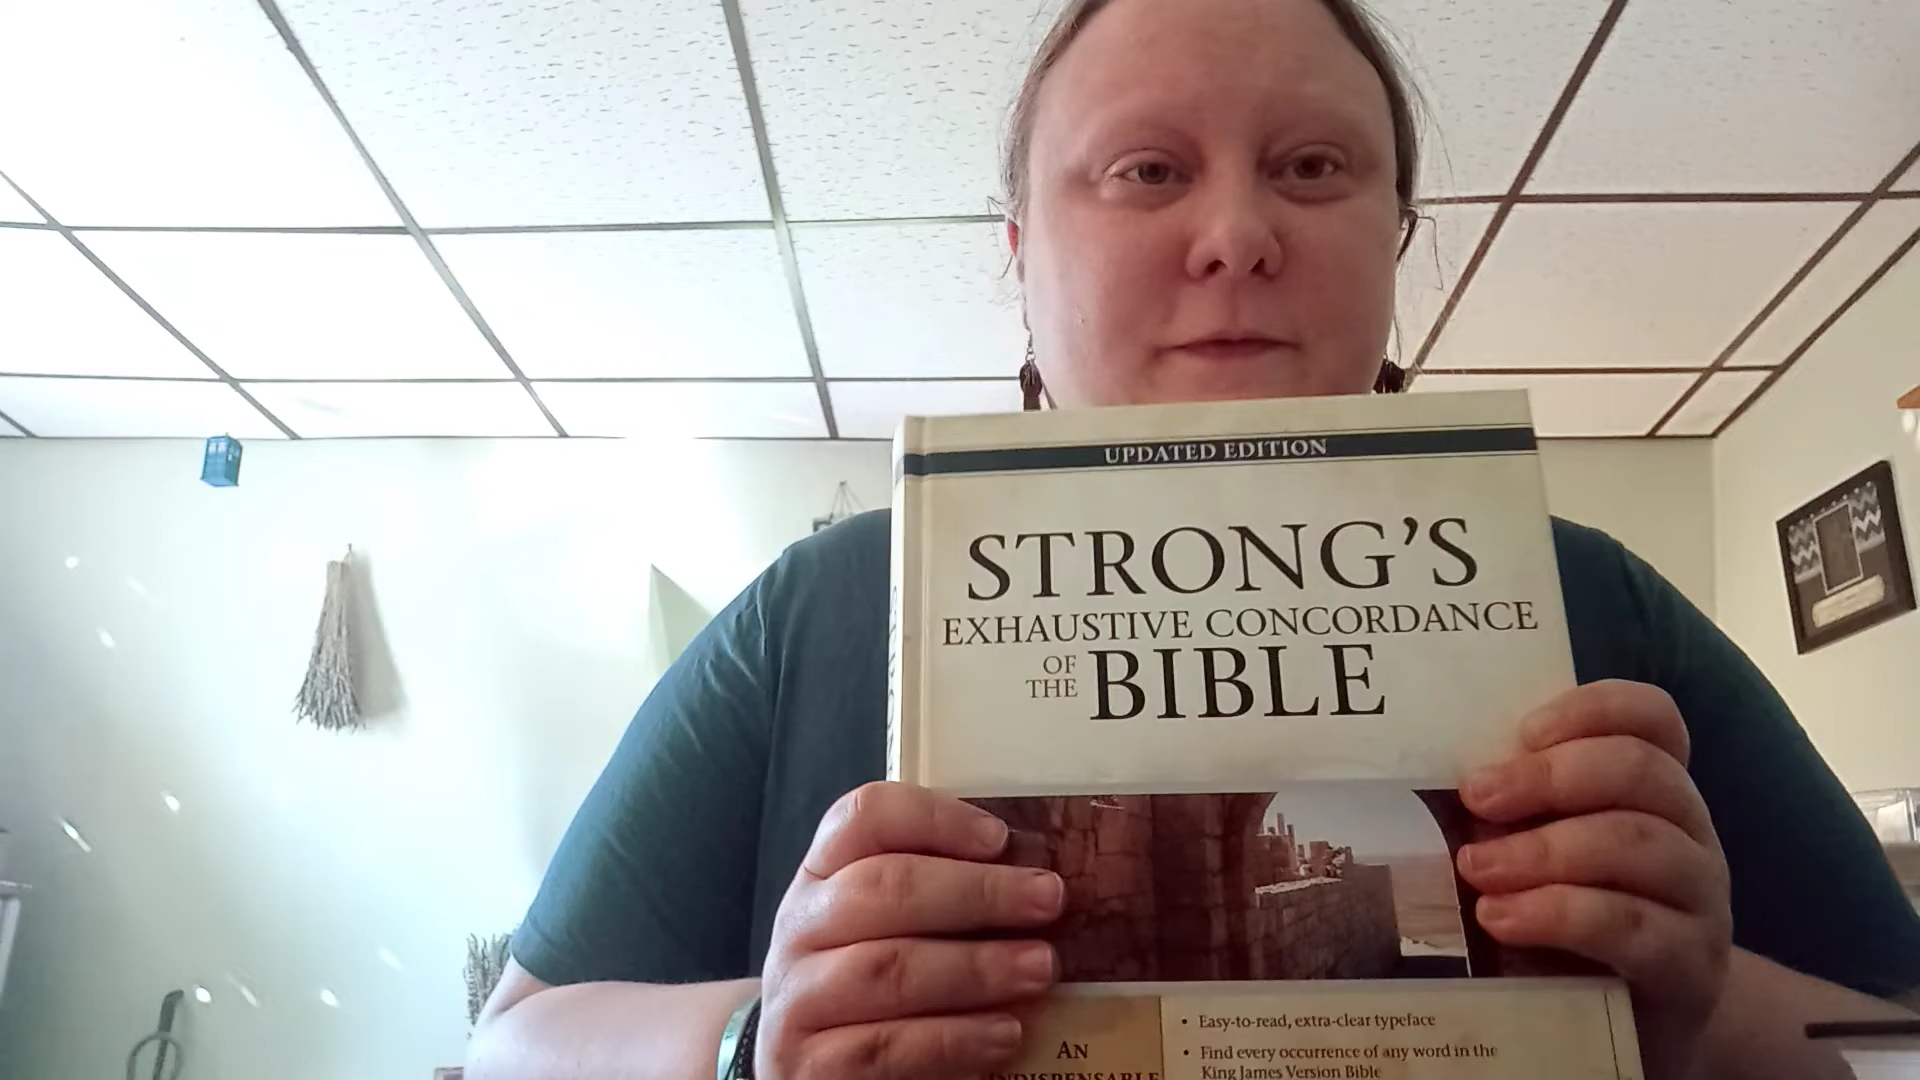 UPDATED EDITION
STRONG'S
EXHAUSTIVE CONCORDANCE
OF
THE BIBLE
AN
INDISPENSABLE
• Easy-to-read, extra-clear typeface
• Find every occurrence of any word in the
King James Version Bible